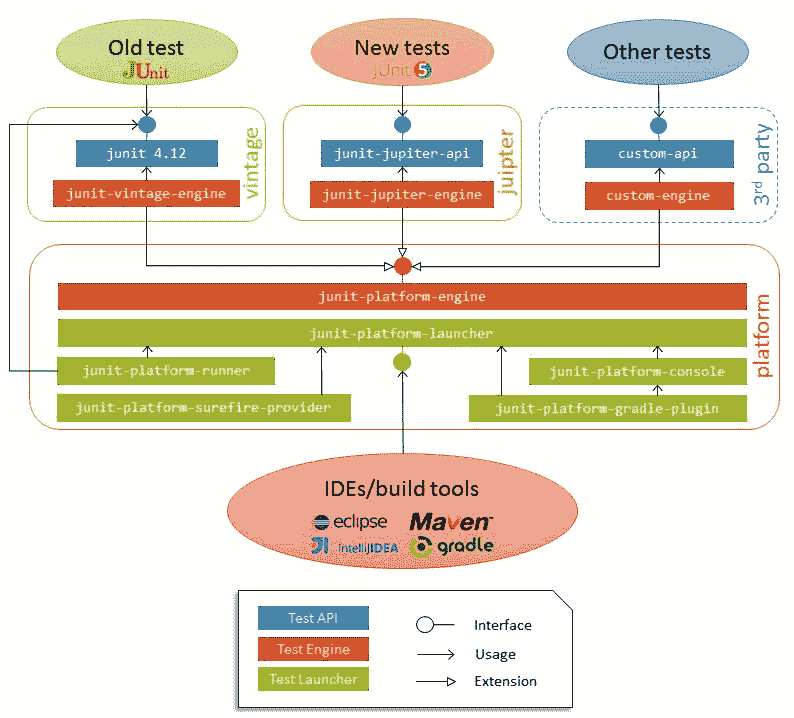 Old test
JUnit
New tests
JUnit 5
Other tests
junit 4.12
junit-vintage-engine
vintage
junit-jupiter-api
junit-jupiter-engine
juipter
custom-api
custom-engine
3rd party
junit-platform-engine
junit-platform-launcher
junit-platform-runner
junit-platform-console
junit-platform-surefire-provider
junit-platform-gradle-plugin
platform
IDEs/build tools
eclipse
Maven™
JI IntelliJIDEA
gradle
Test API
Interface
Test Engine
Usage
Test Launcher
Extension